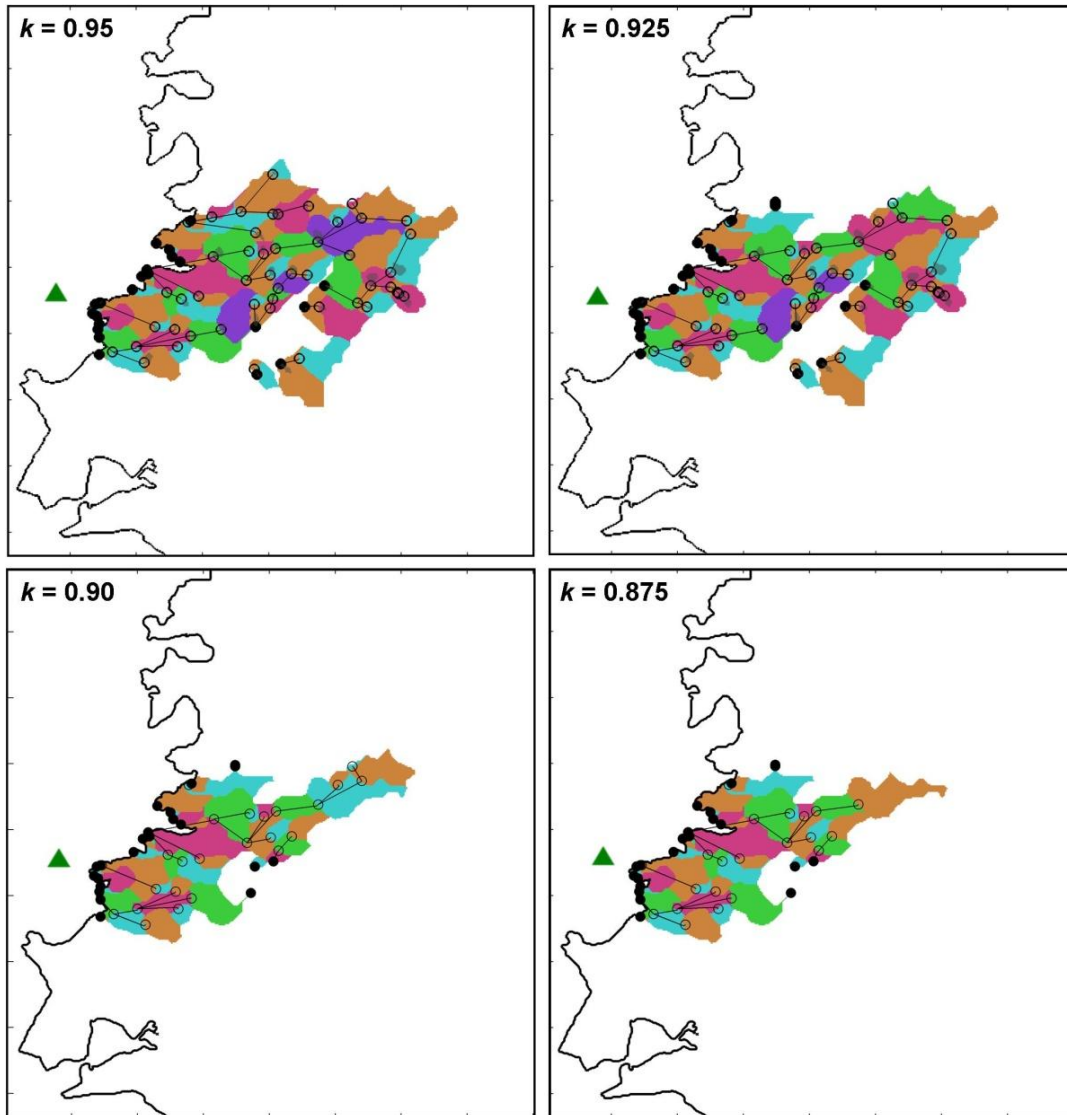 k = 0.95
k = 0.925
k = 0.90
k = 0.875